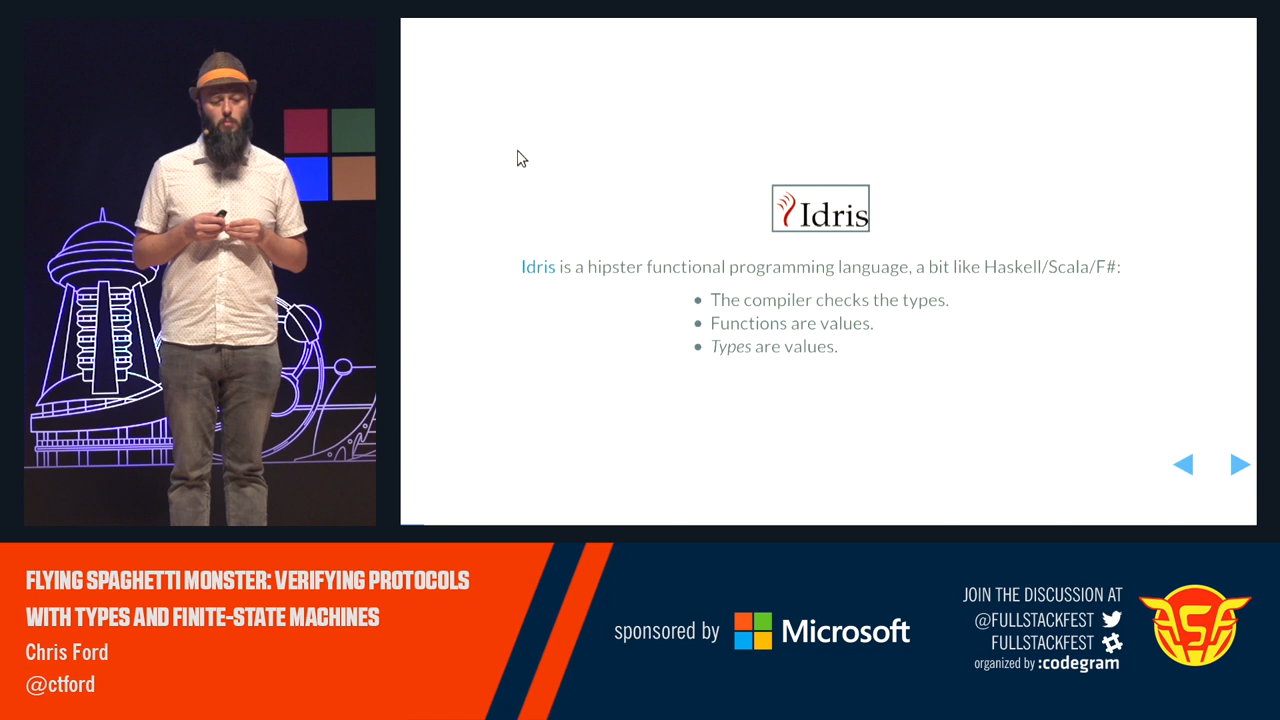 Idris
Idris is a hipster functional programming language, a bit like Haskell/Scala/F#:
• The compiler checks the types.
• Functions are values.
• Types are values.
FLYING SPAGHETTI MONSTER: VERIFYING PROTOCOLS
WITH TYPES AND FINITE-STATE MACHINES
Chris Ford
@ctford
sponsored by Microsoft
JOIN THE DISCUSSION AT
@FULLSTACKFEST
FULLSTACKFEST
organized by :codegram
FSF